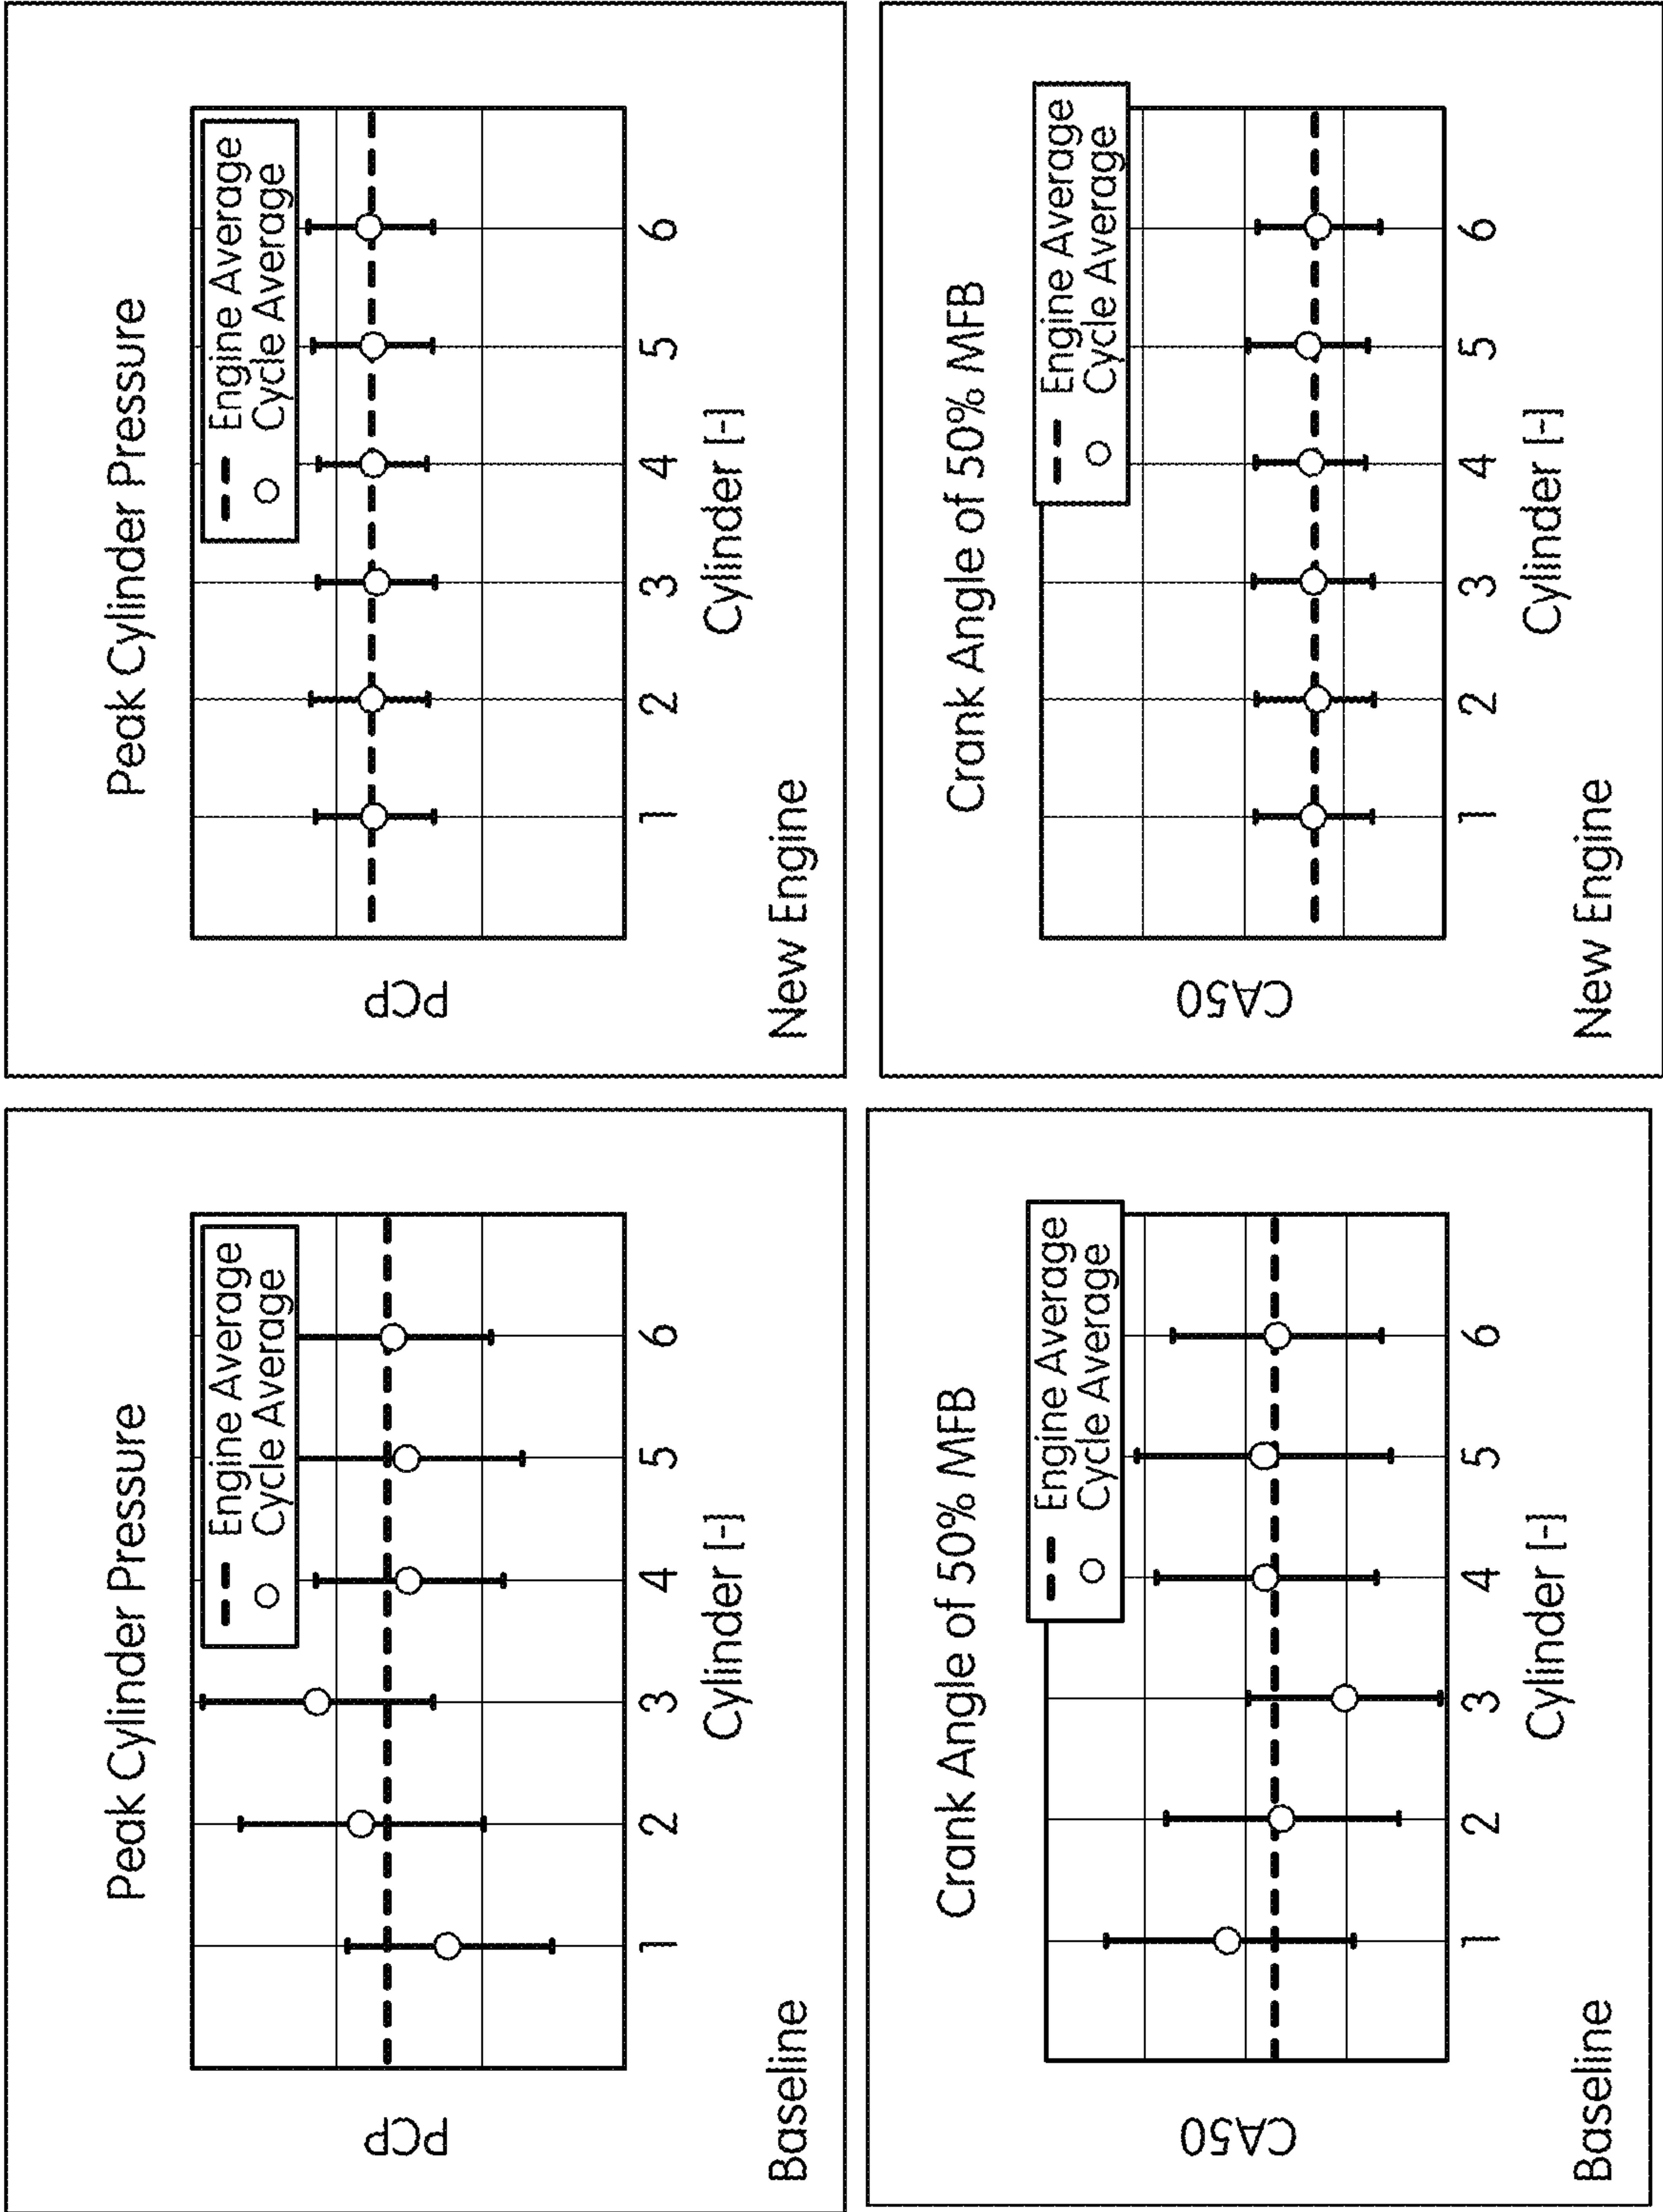 Peak Cylinder Pressure
PCP
Engine Average
Cycle Average
1 2 3 4 5 6
Cylinder [-]
Baseline
Peak Cylinder Pressure
PCP
Engine Average
Cycle Average
1 2 3 4 5 6
Cylinder [-]
New Engine
Crank Angle of 50% MFB
CA50
Engine Average
Cycle Average
1 2 3 4 5 6
Cylinder [-]
Baseline
Crank Angle of 50% MFB
CA50
Engine Average
Cycle Average
1 2 3 4 5 6
Cylinder [-]
New Engine